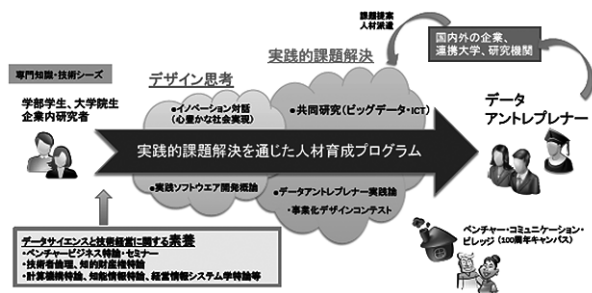 課題提案
人材派遣
国内外の企業、
連携大学、研究機関
実践的課題解決
専門知識・技術シーズ
デザイン思考
学部学生、大学院生
企業内研究者
●イノベーション対話
(心豊かな社会実現)
●共同研究(ビッグデータ・ICT)
データ
アントレプレナー
実践的課題解決を通じた人材育成プログラム
●実践ソフトウエア開発概論
●データアントレプレナー実践論
・事業化デザインコンテスト
データサイエンスと技術経営に関する素養
・ベンチャービジネス特論・セミナー
・技術者倫理、知的財産権特論
・計算機構特論、知能情報特論、経営情報システム学特論等
ベンチャー・コミュニケーション・
ビレッジ(100周年キャンパス)